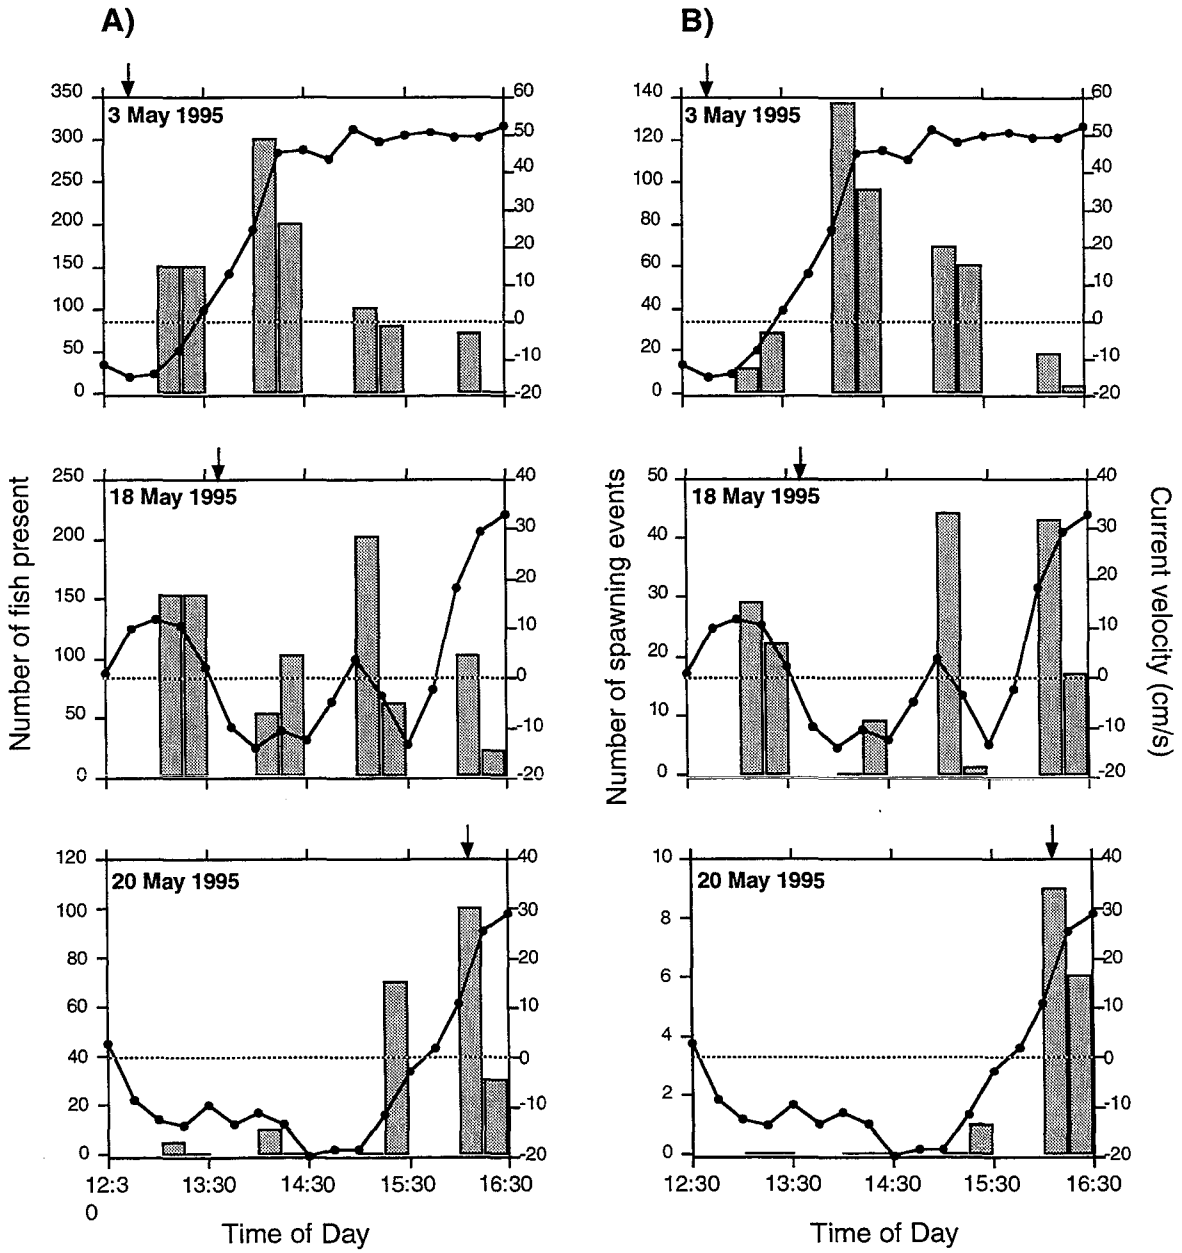 A) B)
350 60 140 60
3 May 1995 3 May 1995
300 50 120 50
250 40 100 40
200 30 80 30
150 20 60 20
100 10 40 10
50 0 20 0
0 -10 0 -10
-20 -20
250 40 50 40
18 May 1995 18 May 1995
200 30 40 30
150 20 30 20
100 10 20 10
50 0 10 0
0 -10 0 -10
-20 -20
Number of fish present
Number of spawning events
Current velocity (cm/s)
120 40 10 40
20 May 1995 20 May 1995
100 30 8 30
80 20 6 20
60 10 4 10
40 0 2 0
20 -10 0 -10
0 -20 -20
12:3 13:30 14:30 15:30 16:30 12:30 13:30 14:30 15:30 16:30
0
Time of Day Time of Day